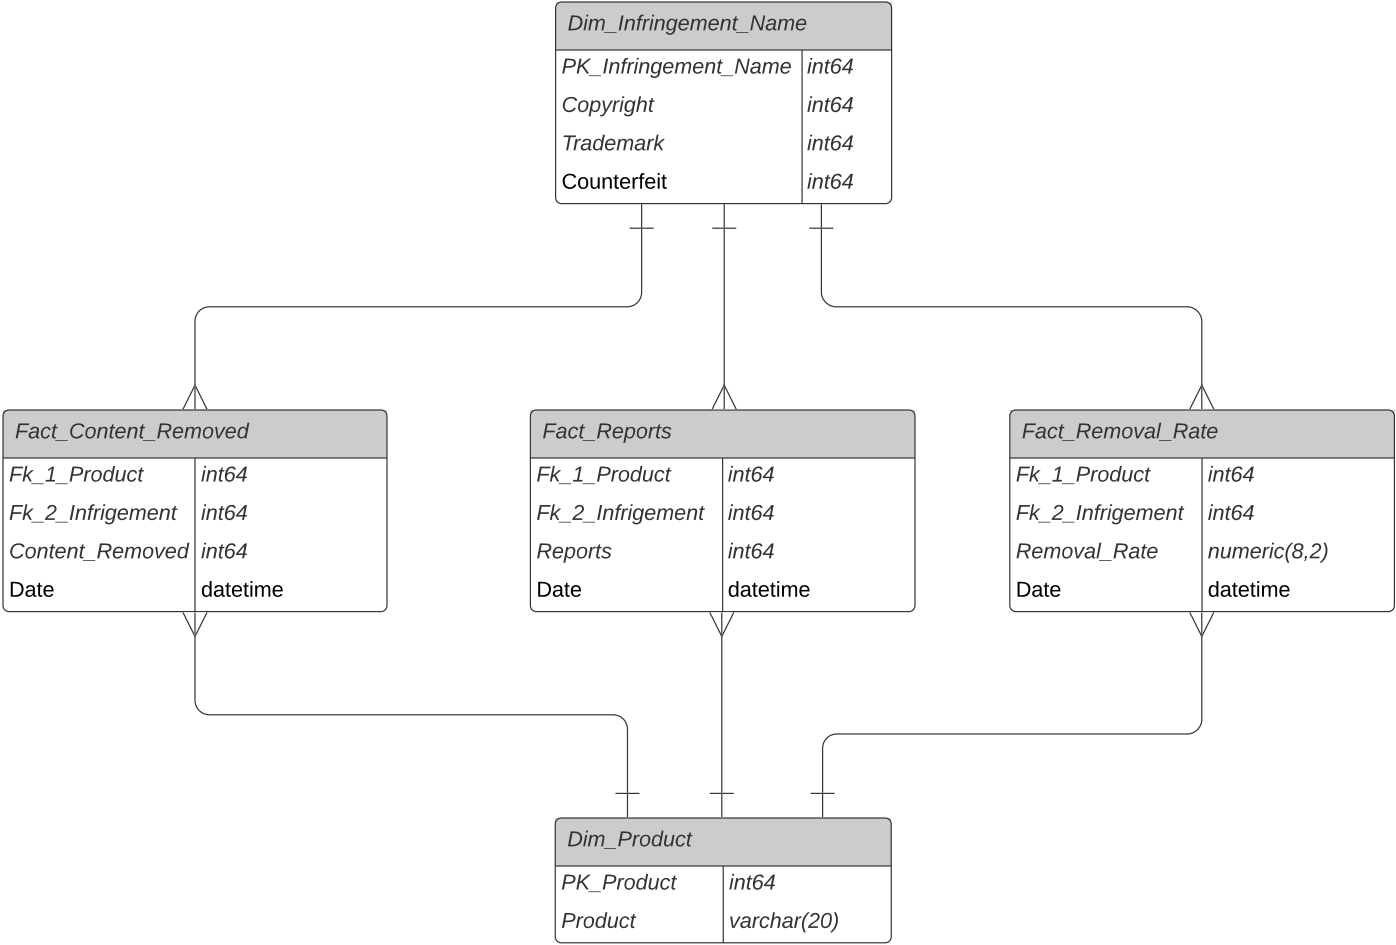 Dim_Infringement_Name
PK_Infringement_Name int64
Copyright int64
Trademark int64
Counterfeit int64
Fact_Content_Removed
Fk_1_Product int64
Fk_2_Infrigement int64
Content_Removed int64
Date datetime
Fact_Reports
Fk_1_Product int64
Fk_2_Infrigement int64
Reports int64
Date datetime
Fact_Removal_Rate
Fk_1_Product int64
Fk_2_Infrigement int64
Removal_Rate numeric(8,2)
Date datetime
Dim_Product
PK_Product int64
Product varchar(20)